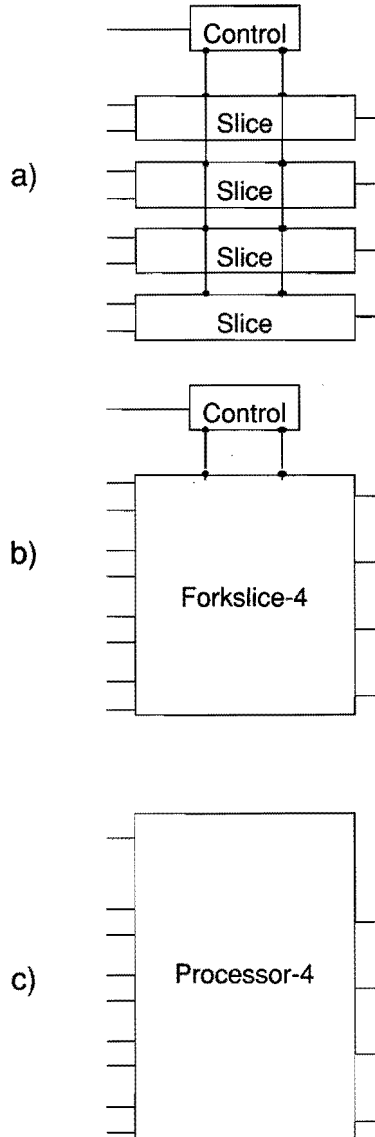 Control
Slice
a)
Slice
Slice
Slice
Control
b)
Forkslice-4
c)
Processor-4